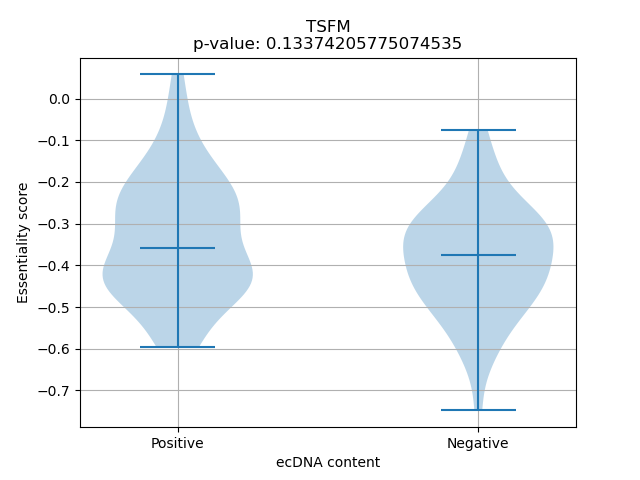 TSFM
p-value: 0.13374205775074535
0.0
−0.1
−0.2
−0.3
−0.4
−0.5
−0.6
−0.7
Essentiality score
Positive
Negative
ecDNA content